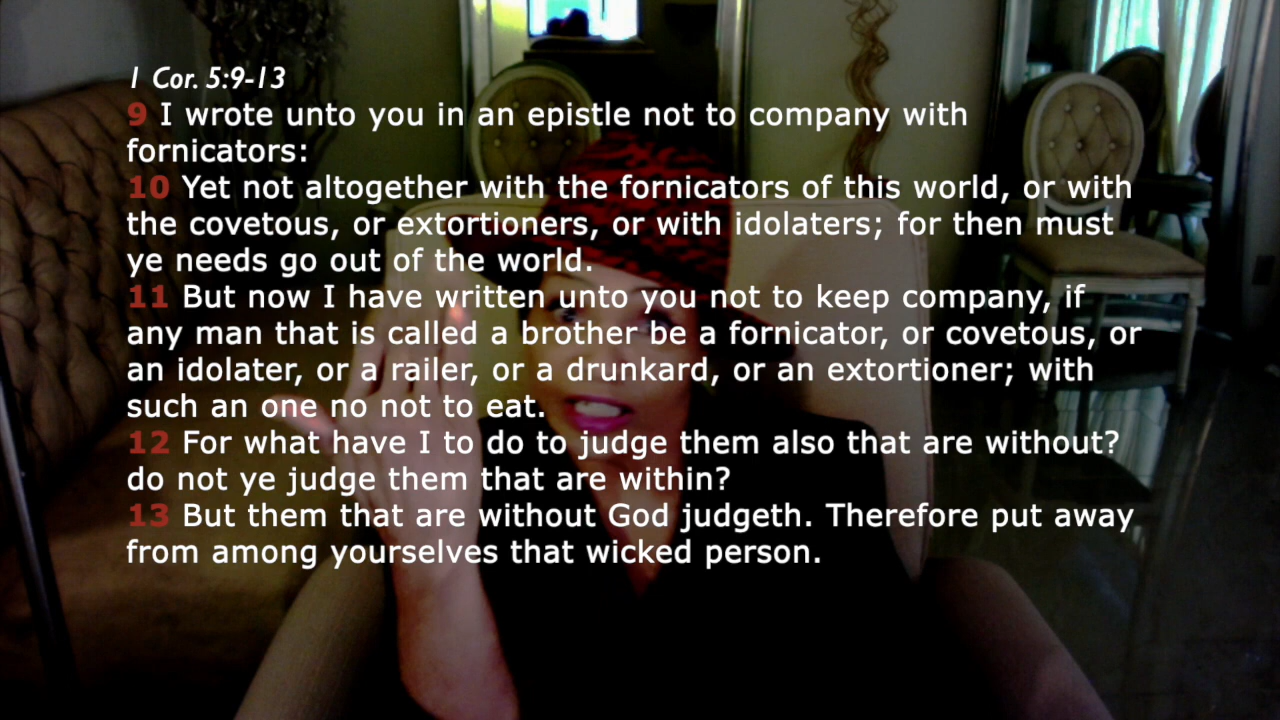 1 Cor. 5:9-13
9 I wrote unto you in an epistle not to company with
fornicators:
10 Yet not altogether with the fornicators of this world, or with
the covetous, or extortioners, or with idolaters; for then must
ye needs go out of the world.
11 But now I have written unto you not to keep company, if
any man that is called a brother be a fornicator, or covetous, or
an idolater, or a railer, or a drunkard, or an extortioner; with
such an one no not to eat.
12 For what have I to do to judge them also that are without?
do not ye judge them that are within?
13 But them that are without God judgeth. Therefore put away
from among yourselves that wicked person.